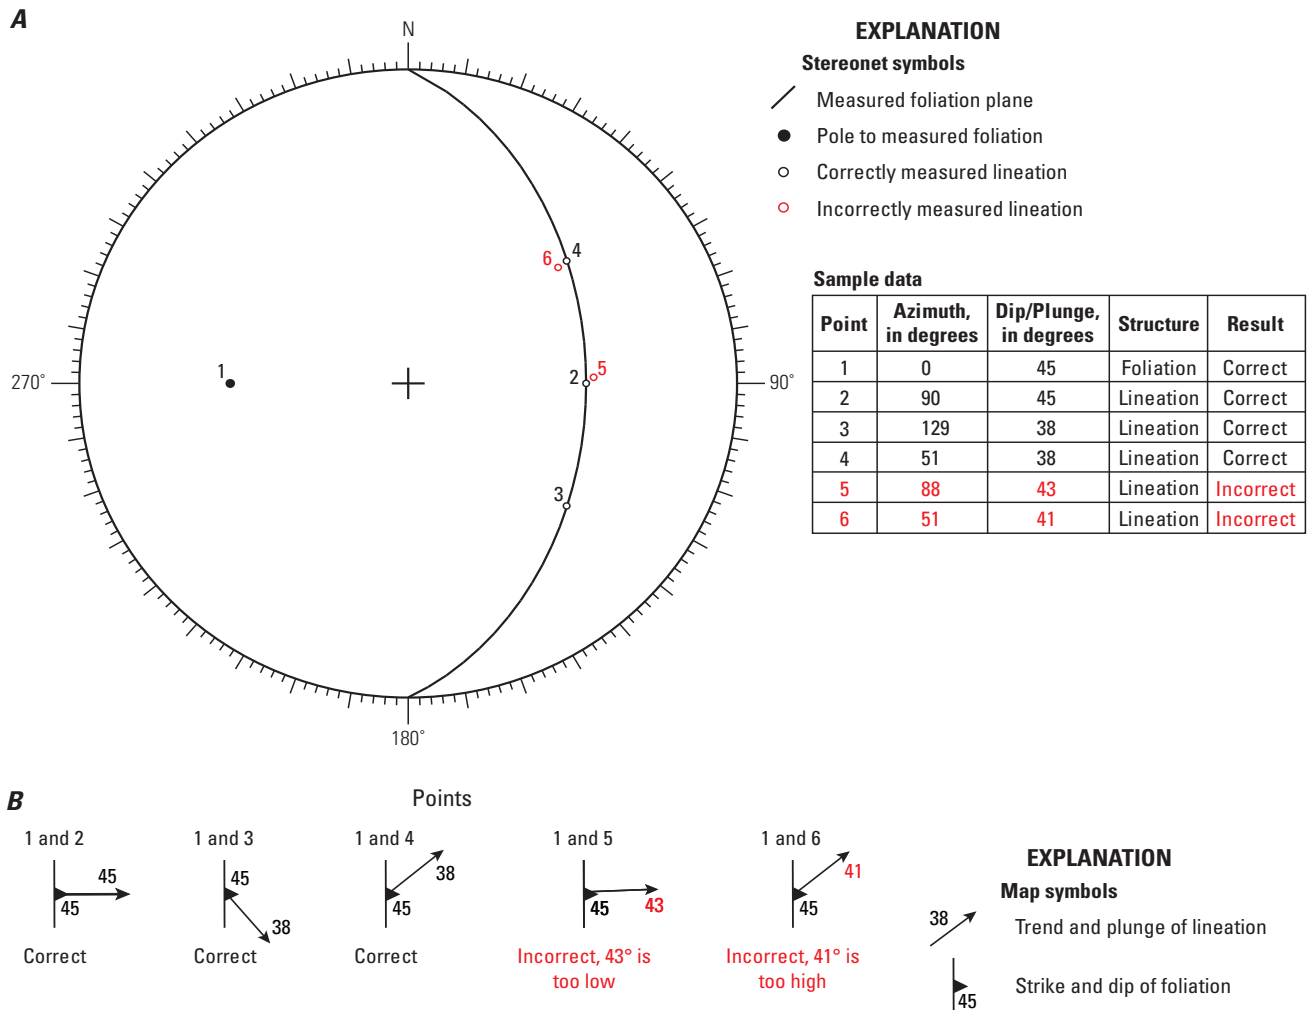 A
N
270°
90°
180°
1
2
3
4
5
6
EXPLANATION
Stereonet symbols
Measured foliation plane
Pole to measured foliation
Correctly measured lineation
Incorrectly measured lineation
Sample data
Point Azimuth, in degrees Dip/Plunge, in degrees Structure Result
1 0 45 Foliation Correct
2 90 45 Lineation Correct
3 129 38 Lineation Correct
4 51 38 Lineation Correct
5 88 43 Lineation Incorrect
6 51 41 Lineation Incorrect
B
Points
1 and 2
45
45
Correct
1 and 3
45
38
Correct
1 and 4
38
45
Correct
1 and 5
45
43
Incorrect, 43° is
too low
1 and 6
41
45
Incorrect, 41° is
too high
EXPLANATION
Map symbols
38
Trend and plunge of lineation
45
Strike and dip of foliation